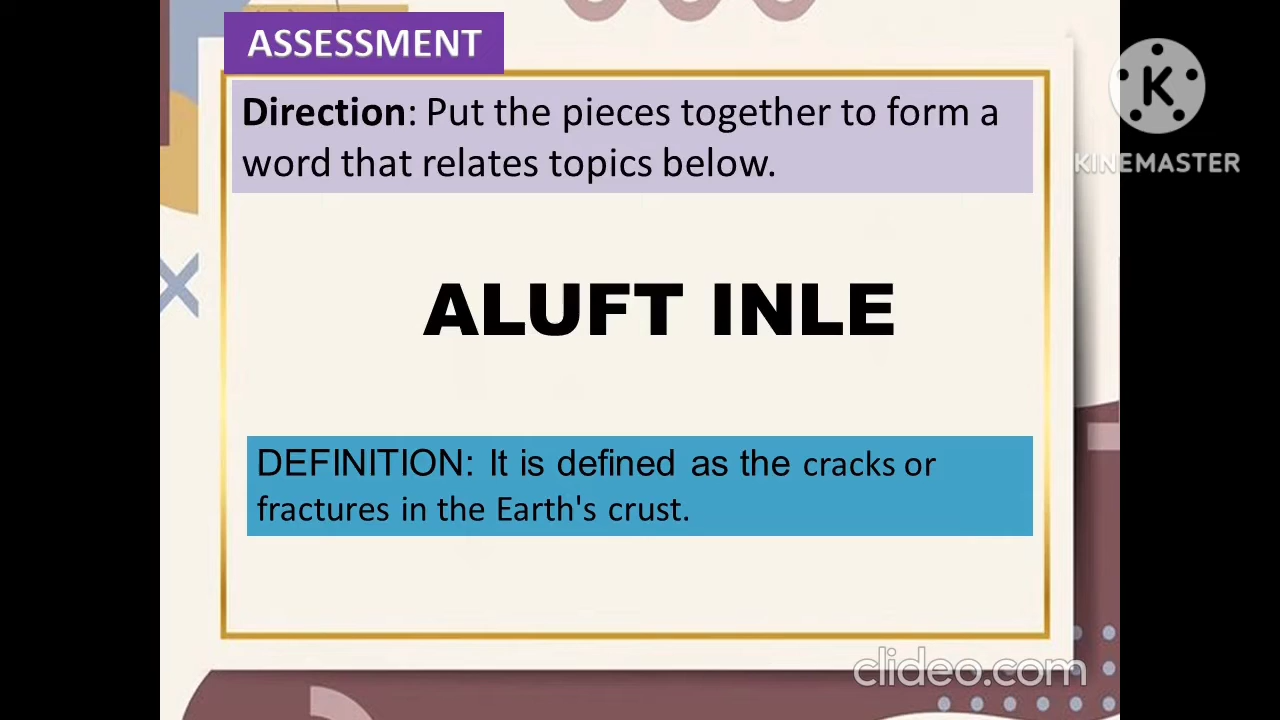 ASSESSMENT
Direction: Put the pieces together to form a
word that relates topics below.
K
KINEMASTER
ALUFT INLE
DEFINITION: It is defined as the cracks or
fractures in the Earth's crust.
clideo.com